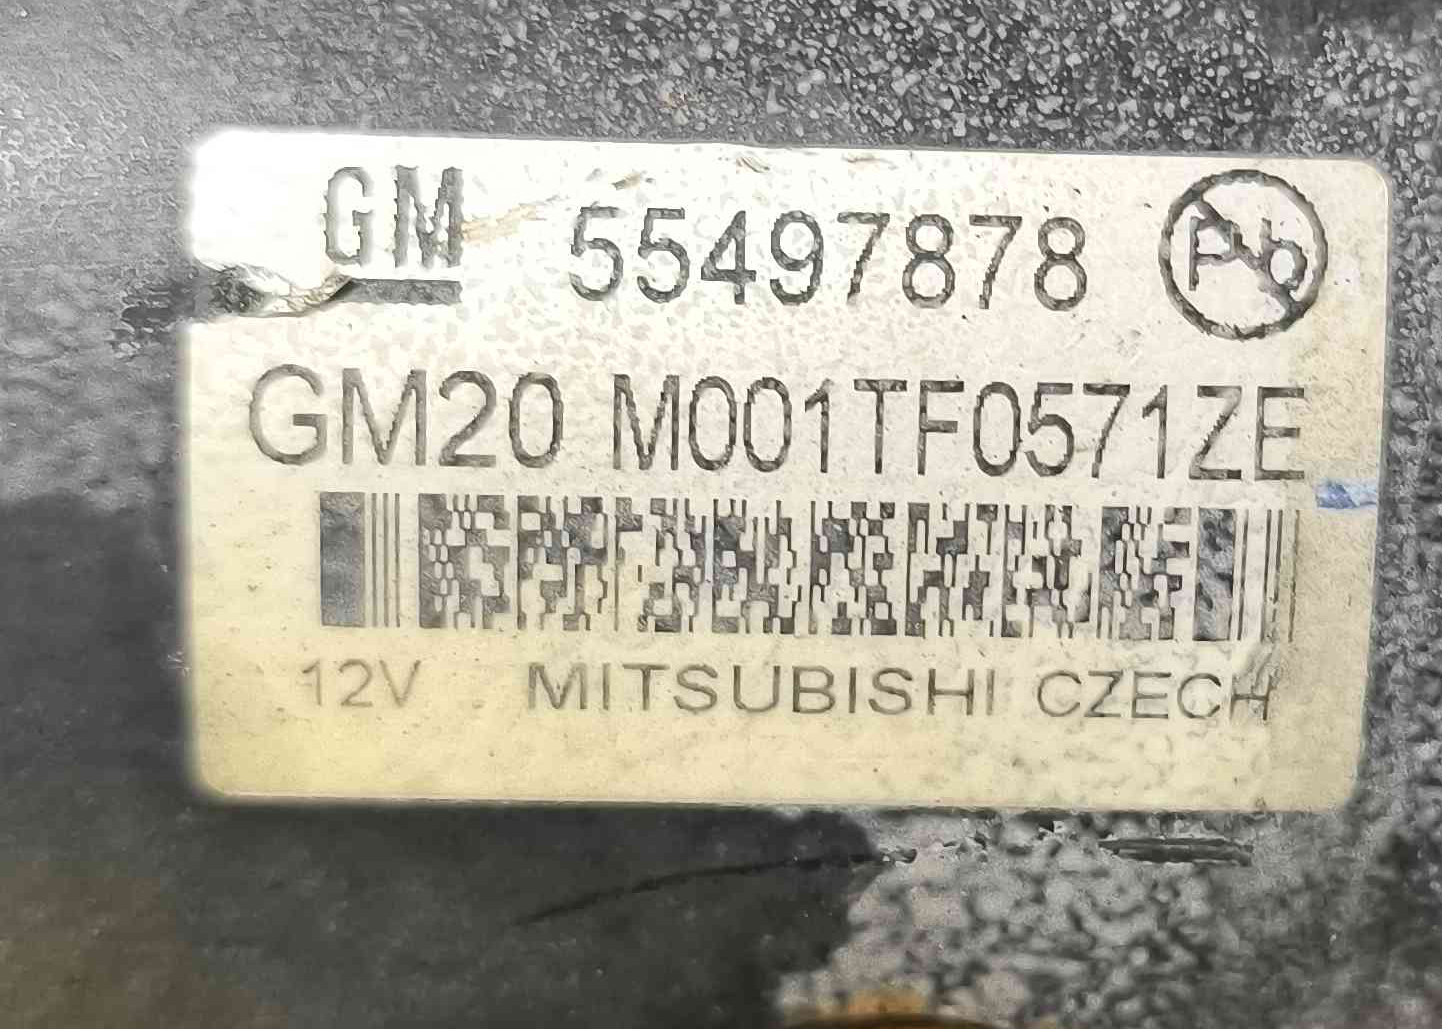 GM 55497878 Pb
GM20 M001TF0571ZE
12V MITSUBISHI CZECH